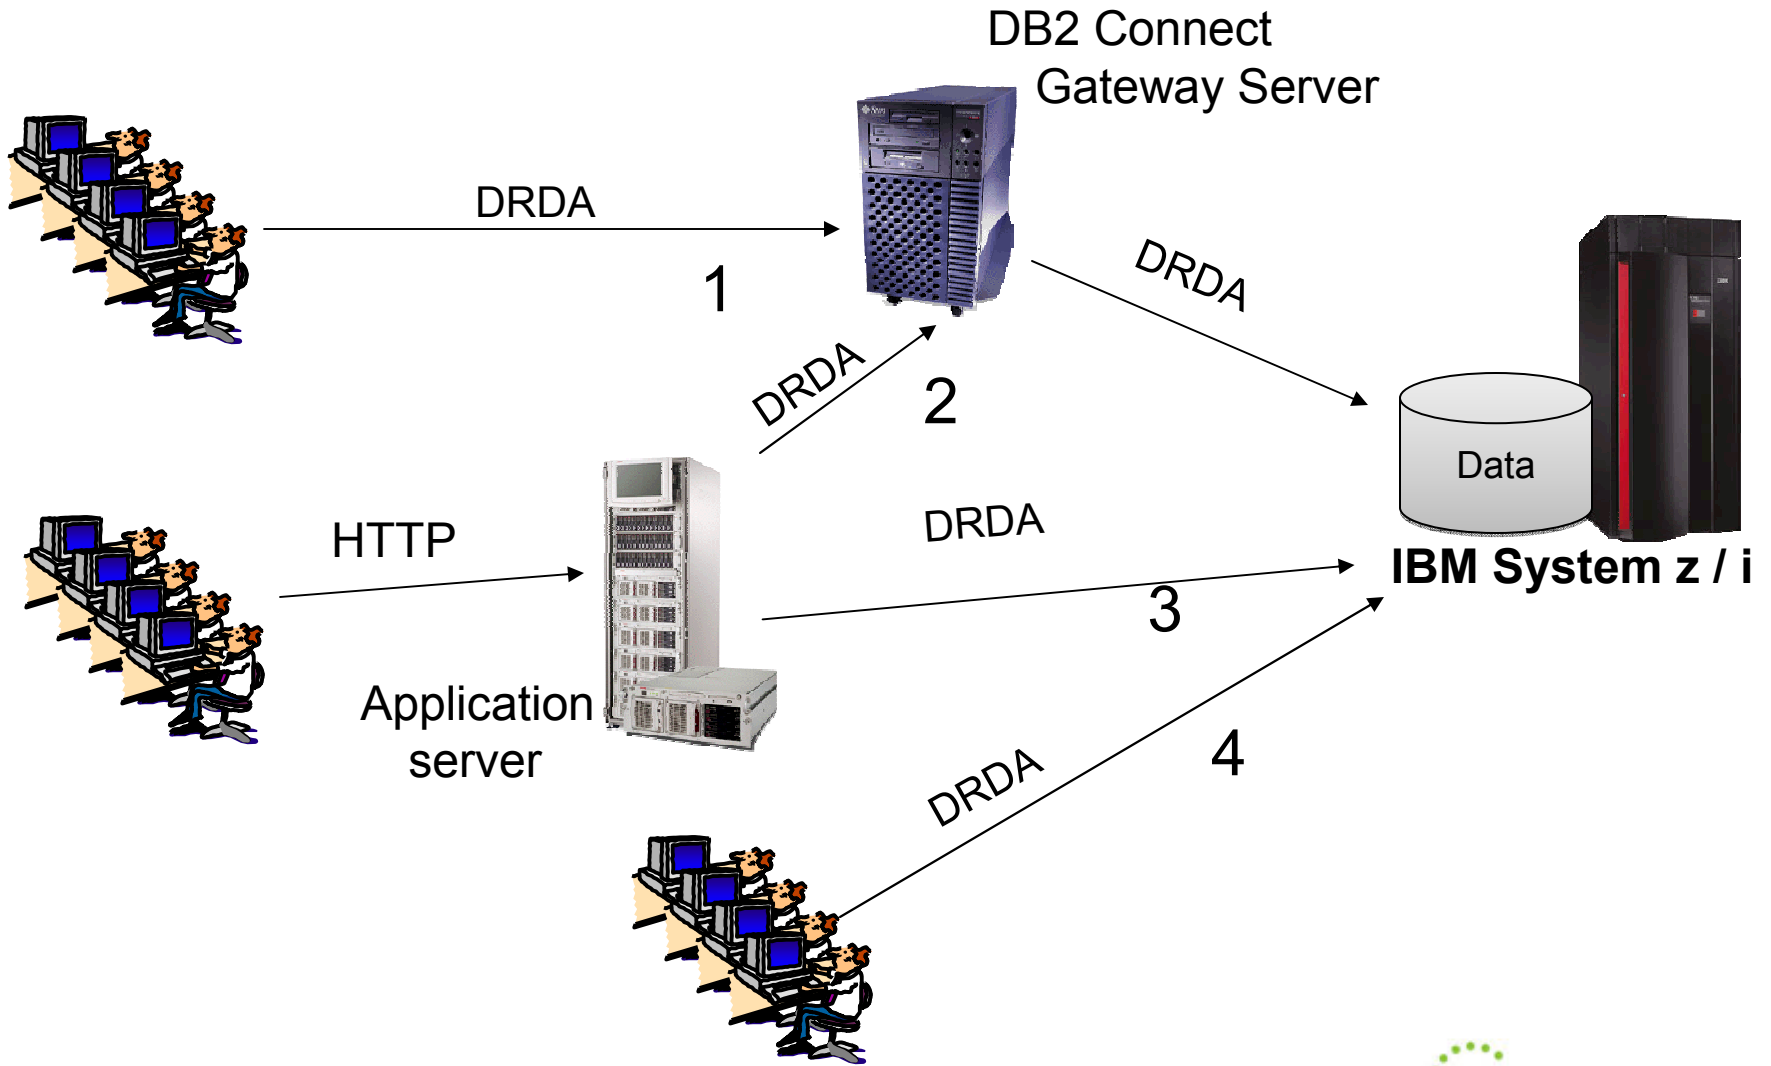 DB2 Connect
Gateway Server
DRDA
1
DRDA
DRDA
2
Data
HTTP
DRDA
IBM System z / i
3
Application
server
4
DRDA